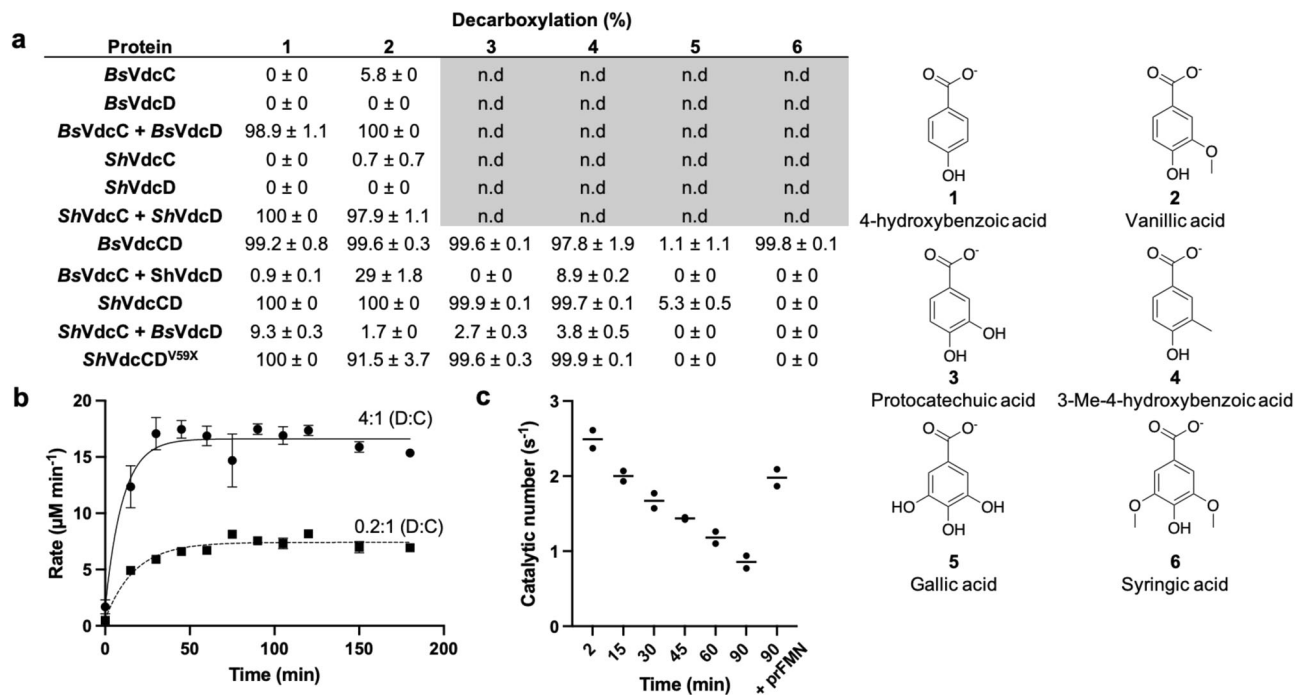 a
Decarboxylation (%)
Protein 1 2 3 4 5 6
BsVdcC 0 ± 0 5.8 ± 0 n.d n.d n.d n.d
BsVdcD 0 ± 0 0 ± 0 n.d n.d n.d n.d
BsVdcC + BsVdcD 98.9 ± 1.1 100 ± 0 n.d n.d n.d n.d
ShVdcC 0 ± 0 0.7 ± 0.7 n.d n.d n.d n.d
ShVdcD 0 ± 0 0 ± 0 n.d n.d n.d n.d
ShVdcC + ShVdcD 100 ± 0 97.9 ± 1.1 n.d n.d n.d n.d
BsVdcCD 99.2 ± 0.8 99.6 ± 0.3 99.6 ± 0.1 97.8 ± 1.9 1.1 ± 1.1 99.8 ± 0.1
BsVdcC + ShVdcD 0.9 ± 0.1 29 ± 1.8 0 ± 0 8.9 ± 0.2 0 ± 0 0 ± 0
ShVdcCD 100 ± 0 100 ± 0 99.9 ± 0.1 99.7 ± 0.1 5.3 ± 0.5 0 ± 0
ShVdcC + BsVdcD 9.3 ± 0.3 1.7 ± 0 2.7 ± 0.3 3.8 ± 0.5 0 ± 0 0 ± 0
ShVdcCD^V59X 100 ± 0 91.5 ± 3.7 99.6 ± 0.3 99.9 ± 0.1 0 ± 0 0 ± 0
O O-
OH
1
4-hydroxybenzoic acid
O O-
O
OH
2
Vanillic acid
O O-
OH
OH
3
Protocatechuic acid
O O-
OH
4
3-Me-4-hydroxybenzoic acid
O O-
HO OH
OH
5
Gallic acid
O O-
O O
OH
6
Syringic acid
b
Rate (µM min⁻¹)
20
15
10
5
0
4:1 (D:C)
0.2:1 (D:C)
0 50 100 150 200
Time (min)
c
Catalytic number (s⁻¹)
3
2
1
0
2 15 30 45 60 90 90 + prFMN
Time (min)